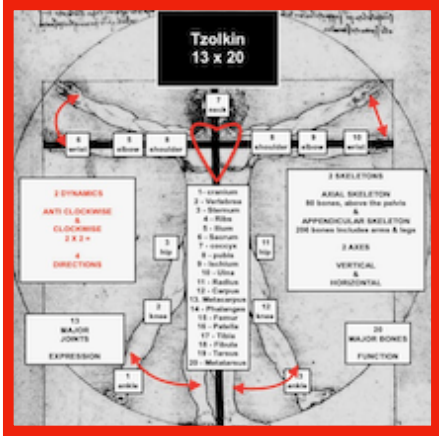 Tzolkin
13 x 20
7
neck
wrist
5
elbow
6
shoulder
8
shoulder
9
elbow
10
wrist
2 DYNAMICS
ANTI CLOCKWISE
&
CLOCKWISE
2 X 2 =
4
DIRECTIONS
1- cranium
2 - Vertebrea
3 - Sternum
4 - Ribs
5 - Ilium
6 - Sacrum
7 - coccyx
8 - pubis
9 - Ischium
10 - Ulna
11 - Radius
12 - Carpus
13. Metacarpus
14 - Phalanges
15 - Femur
16 - Patella
17 - Tibia
18 - Fibula
19 - Tarsus
20 - Metatarsus
2 SKELETONS
AXIAL SKELETON
80 bones, above the pelvis
&
APPENDICULAR SKELETON
206 bones includes arms & legs
2 AXES
VERTICAL
&
HORIZONTAL
3
hip
11
hip
2
knee
12
knee
13
MAJOR
JOINTS
EXPRESSION
20
MAJOR BONES
FUNCTION
1
ankle
13
ankle